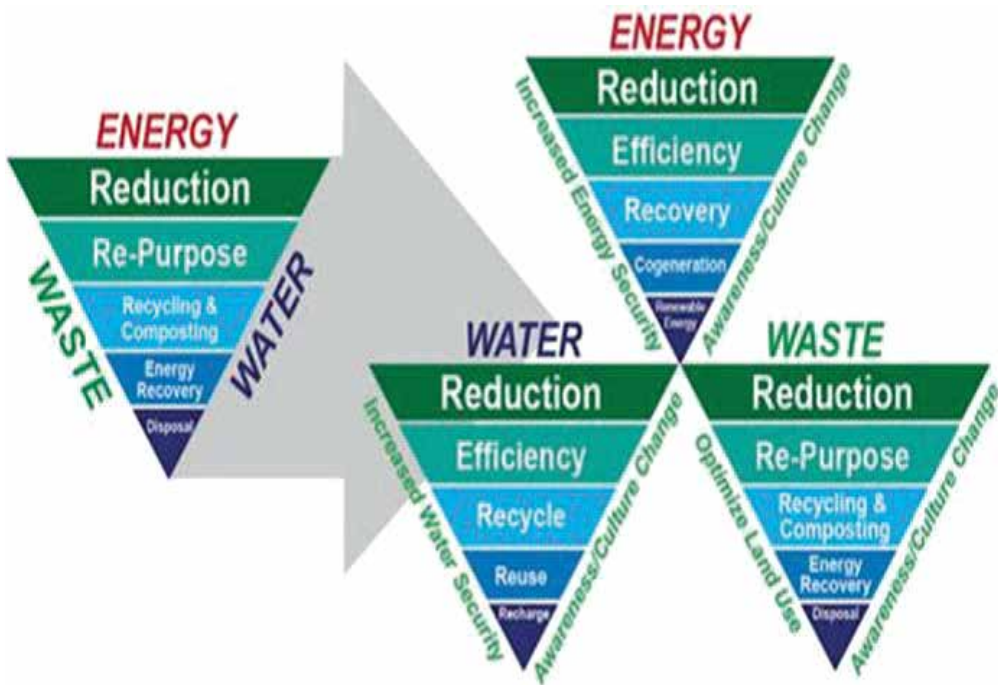 ENERGY
Reduction
Re-Purpose
Recycling &
Composting
Energy
Recovery
Disposal
WASTE
WATER
ENERGY
Reduction
Efficiency
Recovery
Cogeneration
Renewable
Energy
Increased Energy Security
Awareness/Culture Change
WATER
Reduction
Efficiency
Recycle
Reuse
Recharge
Increased Water Security
Awareness/Culture Change
WASTE
Reduction
Re-Purpose
Recycling &
Composting
Energy
Recovery
Disposal
Optimize Land Use
Awareness/Culture Change